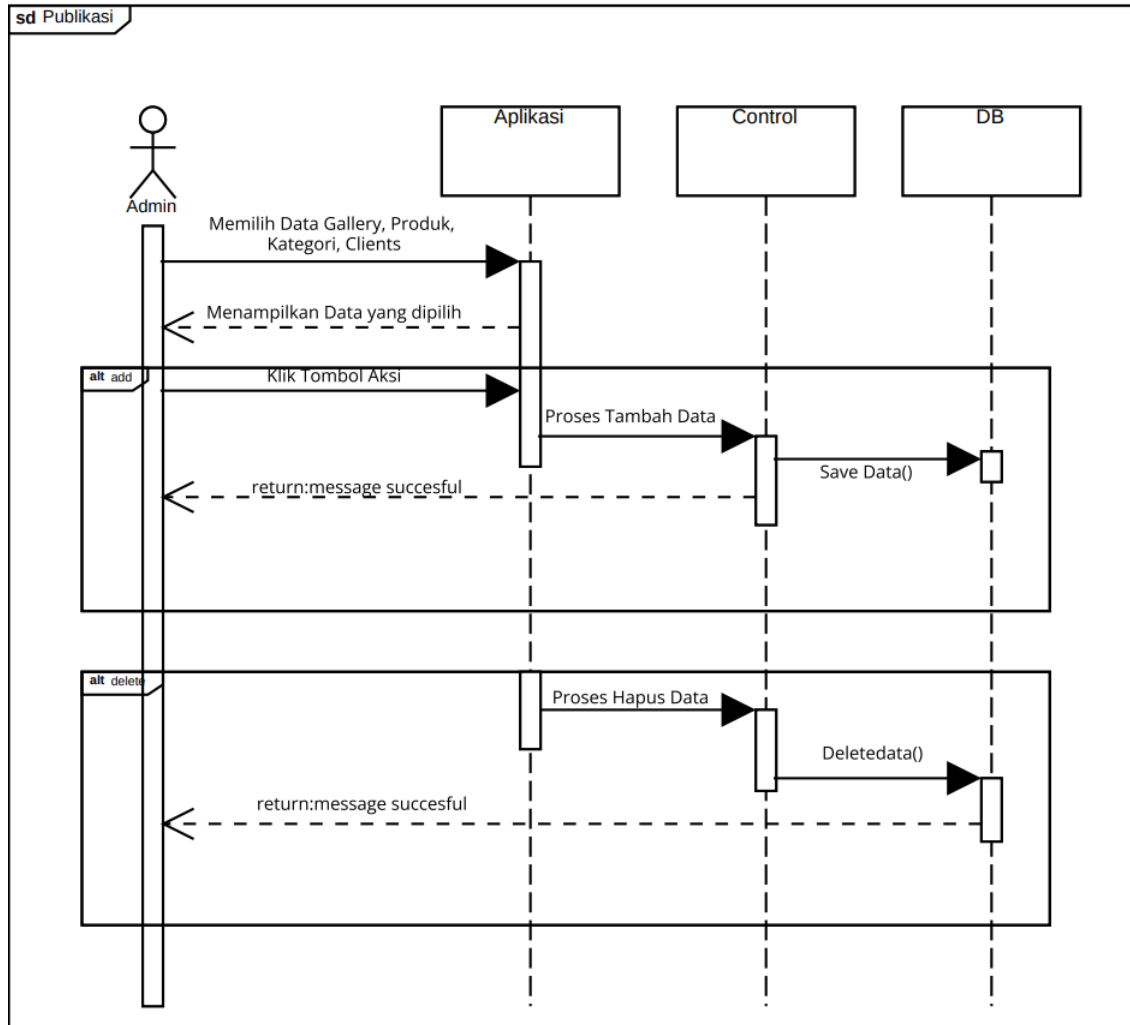 sd Publikasi
Aplikasi
Control
DB
Admin
Memilih Data Gallery, Produk,
Kategori, Clients
Menampilkan Data yang dipilih
alt add
Klik Tombol Aksi
Proses Tambah Data
Save Data()
return:message succesful
alt delete
Proses Hapus Data
Deletedata()
return:message succesful